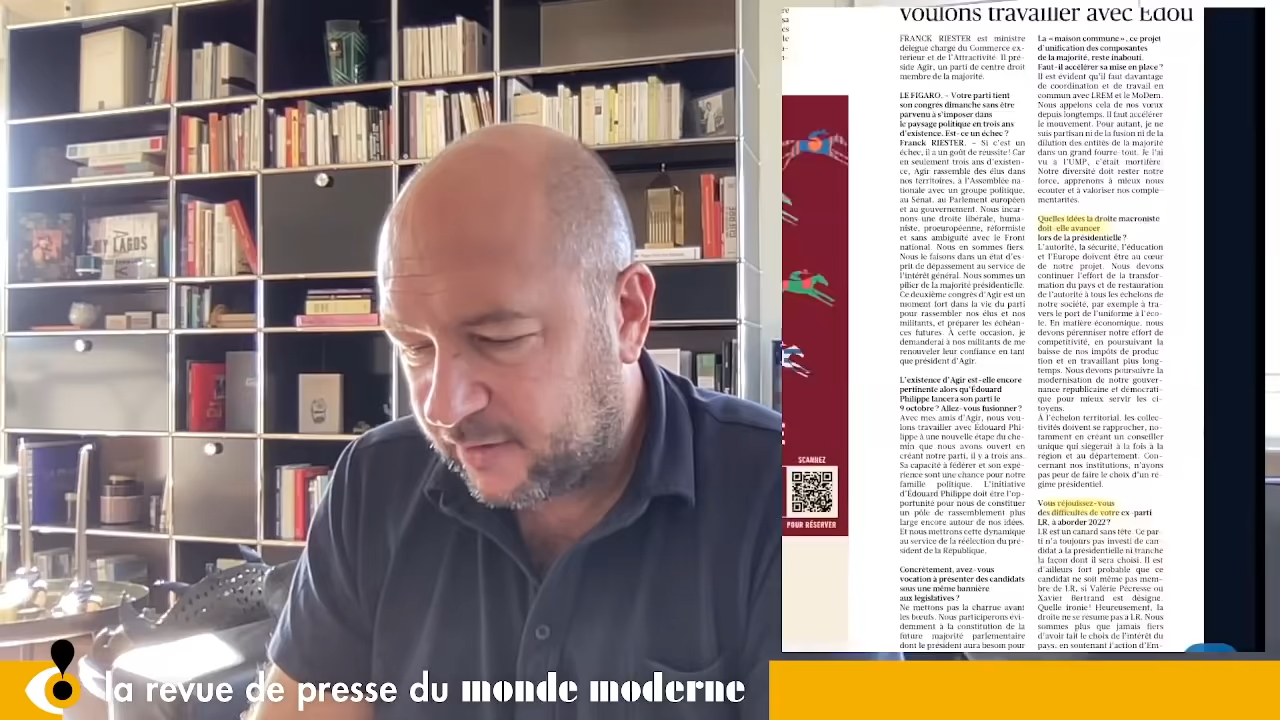 voulons travailler avec Édou
FRANCK RIESTER est ministre
délégué chargé du Commerce ex-
térieur et de l'Attractivité. Il pré-
side Agir, un parti de centre droit
membre de la majorité.
LE FIGARO. – Votre parti tient
son congrès dimanche sans être
parvenu à s'imposer dans
le paysage politique en trois ans
d'existence. Est-ce un échec ?
Franck RIESTER. – Si c'est un
échec, il a un goût de réussite! Car
en seulement trois ans d'existen-
ce, Agir rassemble des élus dans
nos territoires, à l'Assemblée na-
tionale avec un groupe politique,
au Sénat, au Parlement européen
et au gouvernement. Nous incar-
nons une droite libérale, huma-
niste, proeuropéenne, réformiste
et sans ambiguïté avec le Front
national. Nous en sommes fiers.
Nous le faisons dans un état d'es-
prit de dépassement au service de
l'intérêt général. Nous sommes un
pilier de la majorité présidentielle.
Ce deuxième congrès d'Agir est un
moment fort dans la vie du parti
pour rassembler nos élus et nos
militants, et préparer les échéan-
ces futures. À cette occasion, je
demanderai à nos militants de me
renouveler leur confiance en tant
que président d'Agir.
L'existence d'Agir est-elle encore
pertinente alors qu'Édouard
Philippe lancera son parti le
9 octobre ? Allez-vous fusionner ?
Avec mes amis d'Agir, nous vou-
lons travailler avec Édouard Phi-
lippe à une nouvelle étape du che-
min que nous avons ouvert en
créant notre parti, il y a trois ans.
Sa capacité à fédérer et son expé-
rience sont une chance pour notre
famille politique. L'initiative
d'Édouard Philippe doit être l'op-
portunité pour nous de constituer
un pôle de rassemblement plus
large encore autour de nos idées.
Et nous mettrons cette dynamique
au service de la réélection du pré-
sident de la République.
Concrètement, avez-vous
vocation à présenter des candidats
sous une même bannière
aux législatives ?
Ne mettons pas la charrue avant
les bœufs. Nous participerons évi-
demment à la constitution de la
future majorité parlementaire
dont le président aura besoin pour
La « maison commune », ce projet
d'unification des composantes
de la majorité, reste inabouti.
Faut-il accélérer sa mise en place ?
Il est évident qu'il faut davantage
de coordination et de travail en
commun avec LREM et le MoDem.
Nous appelons cela de nos vœux
depuis longtemps. Il faut accélérer
le mouvement. Pour autant, je ne
suis partisan ni de la fusion ni de la
dilution des entités de la majorité
dans un grand fourre-tout. Je l'ai
vu à l'UMP, c'était mortifère.
Notre diversité doit rester notre
force, apprenons à mieux nous
écouter et à valoriser nos complé-
mentarités.
Quelles idées la droite macroniste
doit-elle avancer
lors de la présidentielle ?
L'autorité, la sécurité, l'éducation
et l'Europe doivent être au cœur
de notre projet. Nous devons
continuer l'effort de la transfor-
mation du pays et de restauration
de l'autorité à tous les échelons de
notre société, par exemple à tra-
vers le port de l'uniforme à l'éco-
le. En matière économique, nous
devons pérenniser notre effort de
compétitivité, en poursuivant la
baisse de nos impôts de produc-
tion et en travaillant plus long-
temps. Nous devons poursuivre la
modernisation de notre gouver-
nance républicaine et démocrati-
que pour mieux servir les ci-
toyens.
À l'échelon territorial, les collec-
tivités doivent se rapprocher, no-
tamment en créant un conseiller
unique qui siégerait à la fois à la
région et au département. Con-
cernant nos institutions, n'ayons
pas peur de faire le choix d'un ré-
gime présidentiel.
Vous réjouissez-vous
des difficultés de votre ex-parti
LR, à aborder 2022 ?
LR est un canard sans tête. Ce par-
ti n'a toujours pas investi de can-
didat à la présidentielle ni tranché
la façon dont il sera choisi. Il est
d'ailleurs fort probable que ce
candidat ne soit même pas mem-
bre de LR, si Valérie Pécresse ou
Xavier Bertrand est désigné.
Quelle ironie! Heureusement, la
droite ne se résume pas à LR. Nous
sommes plus que jamais fiers
d'avoir fait le choix de l'intérêt du
pays, en soutenant l'action d'Em-
SCANNEZ
POUR RÉSERVER
MY LAGOS
la revue de presse du monde moderne